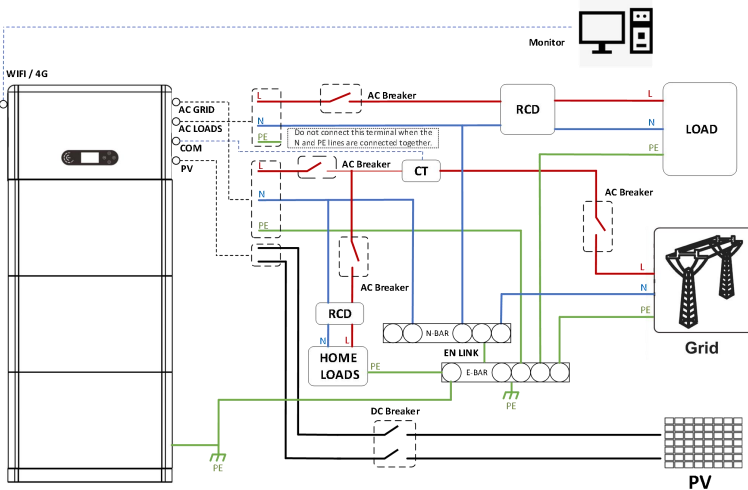 Monitor
WIFI / 4G
AC GRID
AC LOADS
COM
PV
L
AC Breaker
N
PE
Do not connect this terminal when the
N and PE lines are connected together.
RCD
L
N
PE
LOAD
L
AC Breaker
CT
N
PE
AC Breaker
AC Breaker
L
N
PE
Grid
RCD
N
L
HOME
LOADS
PE
N-BAR
EN LINK
E-BAR
PE
PE
DC Breaker
PV